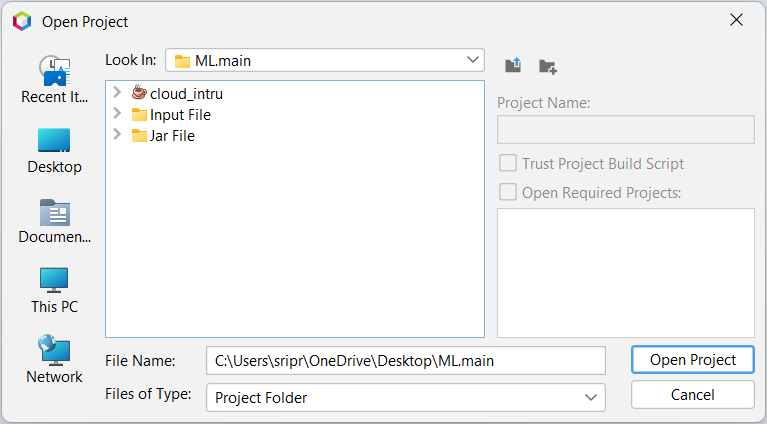 Open Project
Look In:
ML.main
Recent It...
Desktop
Documen...
This PC
Network
cloud_intru
Input File
Jar File
Project Name:
Trust Project Build Script
Open Required Projects:
File Name:
C:\Users\sripr\OneDrive\Desktop\ML.main
Open Project
Files of Type:
Project Folder
Cancel